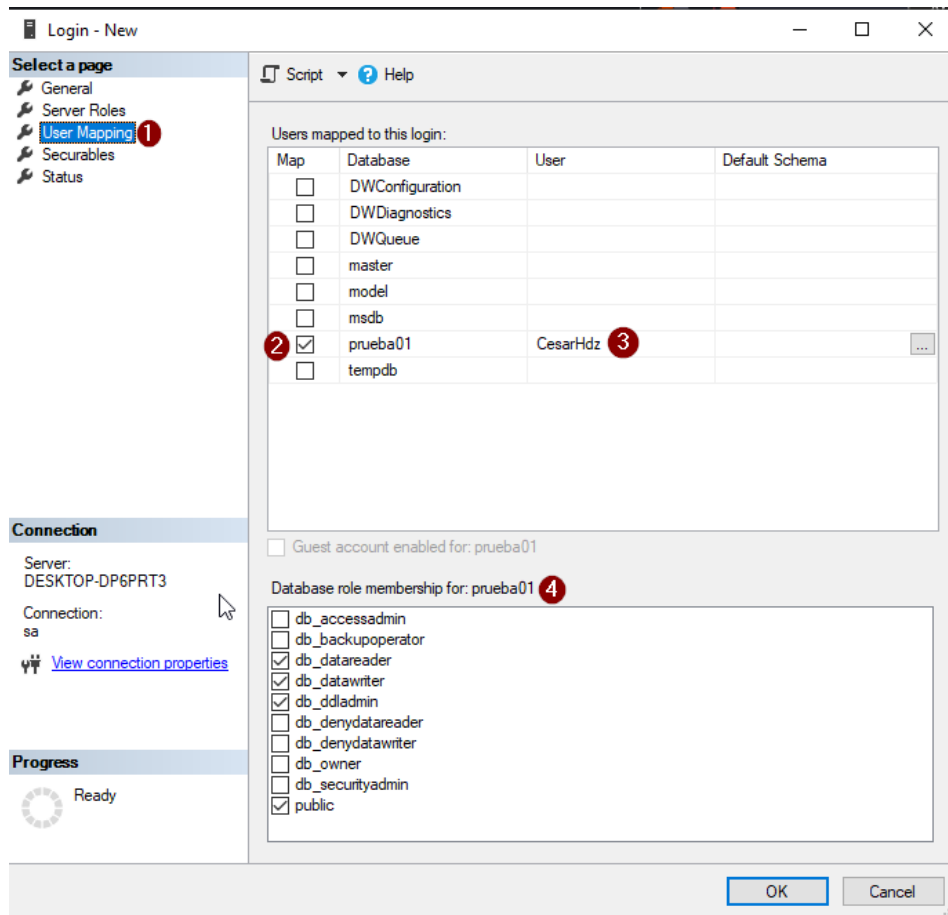 Login - New
Select a page
General
Server Roles
User Mapping 1
Securables
Status
Script Help
Users mapped to this login:
Map Database User Default Schema
DWConfiguration
DWDiagnostics
DWQueue
master
model
msdb
2 prueba01 CesarHdz 3 ...
tempdb
Guest account enabled for: prueba01
Database role membership for: prueba01 4
db_accessadmin
db_backupoperator
db_datareader
db_datawriter
db_ddladmin
db_denydatareader
db_denydatawriter
db_owner
db_securityadmin
public
Connection
Server:
DESKTOP-DP6PRT3
Connection:
sa
View connection properties
Progress
Ready
OK Cancel